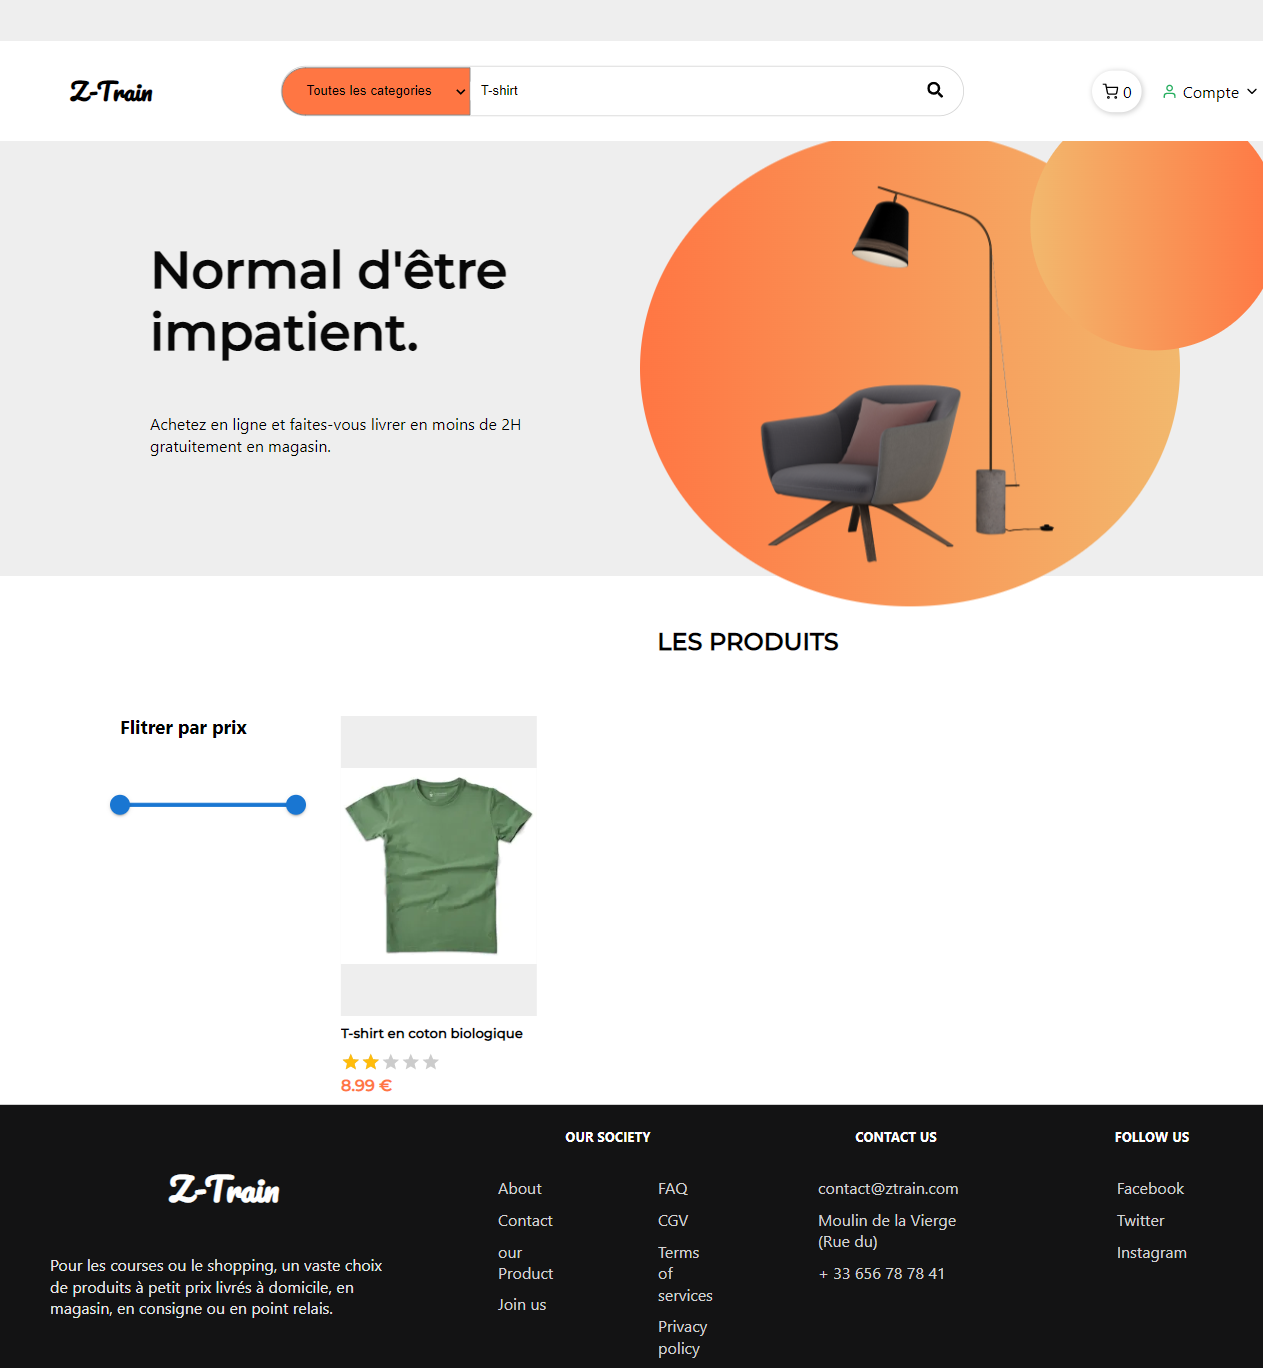 Z-Train
Toutes les categories
T-shirt
0
Compte
Normal d'être
impatient.
Achetez en ligne et faites-vous livrer en moins de 2H
gratuitement en magasin.
LES PRODUITS
Flitrer par prix
T-shirt en coton biologique
8.99 €
Z-Train
Pour les courses ou le shopping, un vaste choix
de produits à petit prix livrés à domicile, en
magasin, en consigne ou en point relais.
OUR SOCIETY
About
Contact
our
Product
Join us
FAQ
CGV
Terms
of
services
Privacy
policy
CONTACT US
contact@ztrain.com
Moulin de la Vierge
(Rue du)
+ 33 656 78 78 41
FOLLOW US
Facebook
Twitter
Instagram